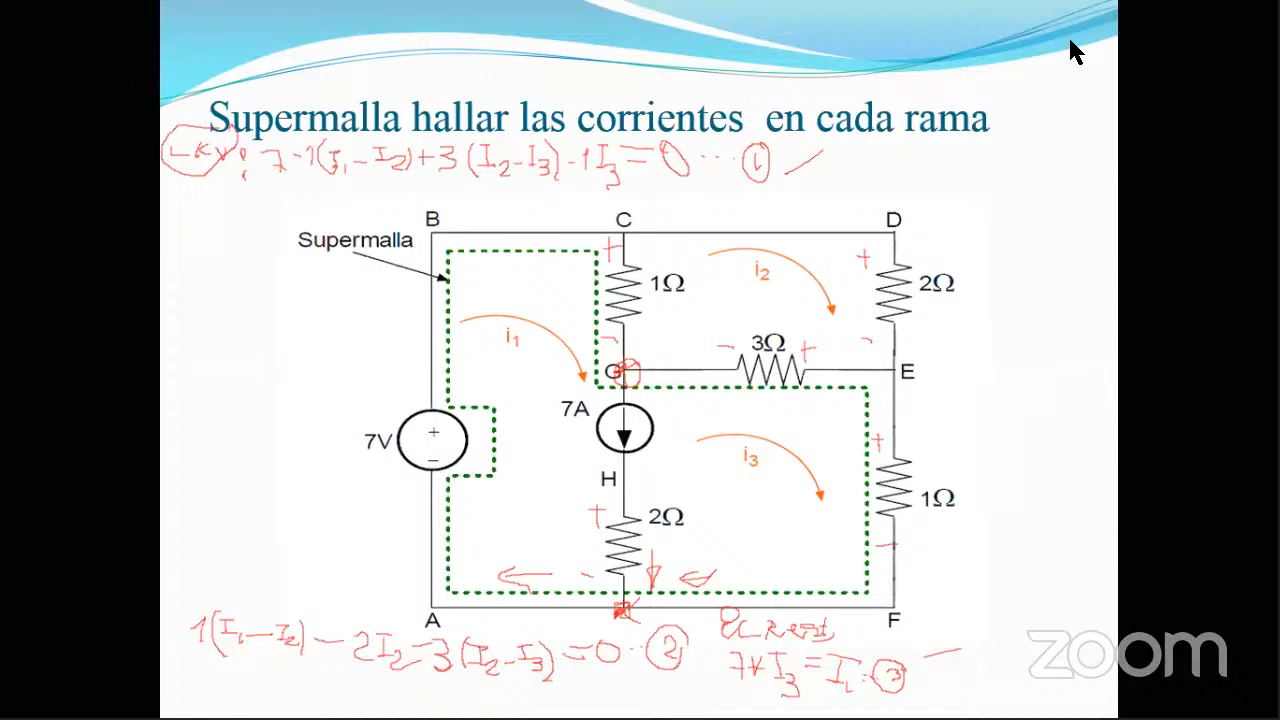 Supermalla hallar las corrientes en cada rama
LKV: 7-1(I₁-I₂)+3(I₂-I₃)-1I₃=0 ... ①
B
C
D
Supermalla
+
+
1Ω
i₂
2Ω
-
-
i₁
3Ω
-
+
G
E
7A
7V
+
-
i₃
+
H
1Ω
+
2Ω
-
-
A
F
1(I₁-I₂)-2I₂-3(I₂-I₃)=0 ... ②
7+I₃=I₁ ... ③
zoom